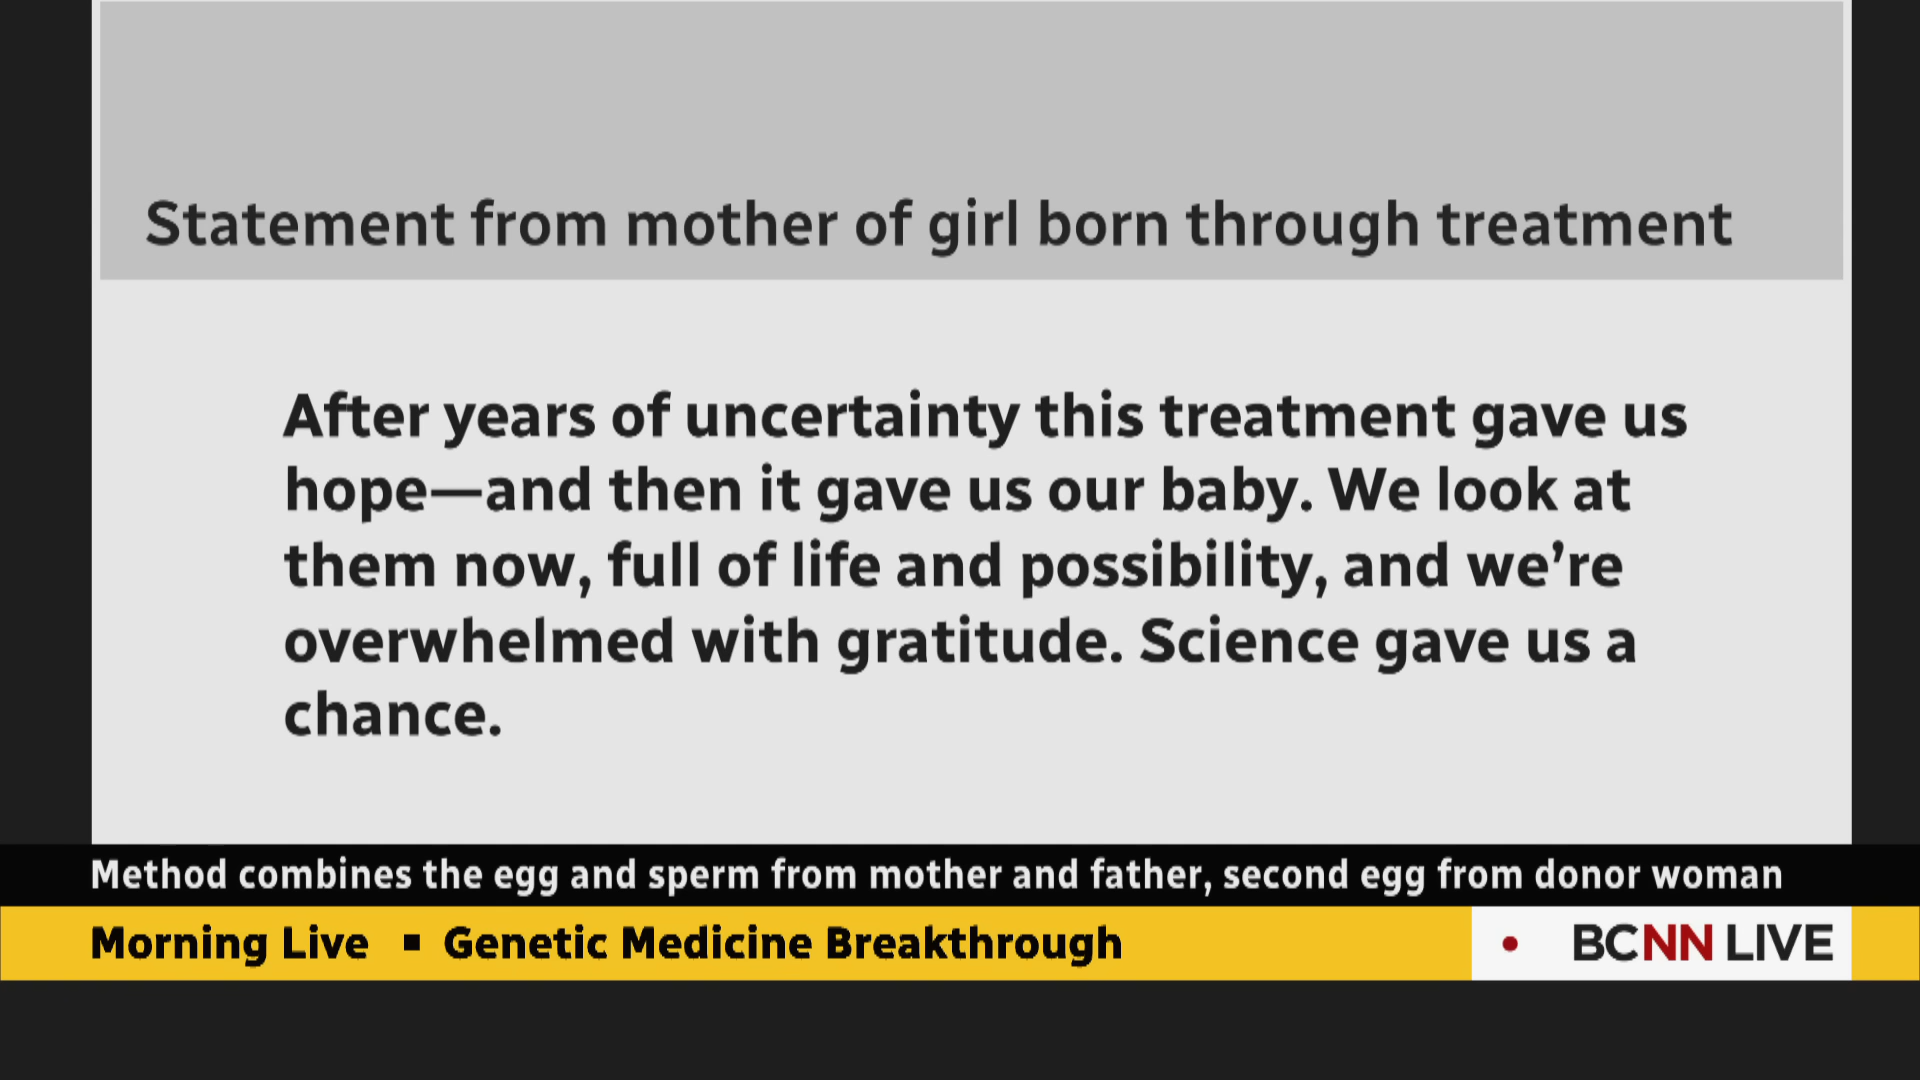 Statement from mother of girl born through treatment
After years of uncertainty this treatment gave us
hope—and then it gave us our baby. We look at
them now, full of life and possibility, and we’re
overwhelmed with gratitude. Science gave us a
chance.
Method combines the egg and sperm from mother and father, second egg from donor woman
Morning Live ▪ Genetic Medicine Breakthrough
• BCNN LIVE